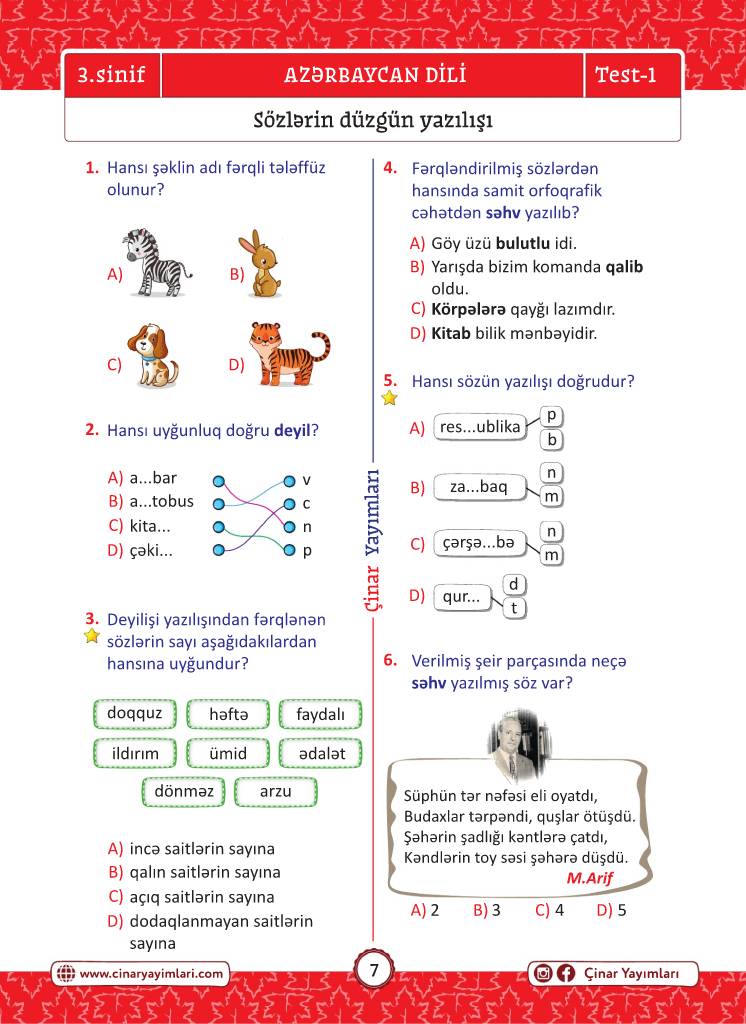 3.sinif
AZƏRBAYCAN DİLİ
Test-1
Sözlərin düzgün yazılışı
1. Hansı şəklin adı fərqli tələffüz
olunur?
A)
B)
C)
D)
2. Hansı uyğunluq doğru deyil?
A) a...bar
v
B) a...tobus
c
C) kita...
n
D) çəki...
p
3. Deyilişi yazılışından fərqlənən
sözlərin sayı aşağıdakılardan
hansına uyğundur?
doqquz
həftə
faydalı
ildırım
ümid
ədalət
dönməz
arzu
A) incə saitlərin sayına
B) qalın saitlərin sayına
C) açıq saitlərin sayına
D) dodaqlanmayan saitlərin
sayına
Çinar Yayımları
4. Fərqləndirilmiş sözlərdən
hansında samit orfoqrafik
cəhətdən səhv yazılıb?
A) Göy üzü bulutlu idi.
B) Yarışda bizim komanda qalib
oldu.
C) Körpələrə qayğı lazımdır.
D) Kitab bilik mənbəyidir.
5. Hansı sözün yazılışı doğrudur?
A) res...ublika
p
b
B) za...baq
n
m
C) çərşə...bə
n
m
D) qur...
d
t
6. Verilmiş şeir parçasında neçə
səhv yazılmış söz var?
Süphün tər nəfəsi eli oyatdı,
Budaxlar tərpəndi, quşlar ötüşdü.
Şəhərin şadlığı kəntlərə çatdı,
Kəndlərin toy səsi şəhərə düşdü.
M.Arif
A) 2 B) 3 C) 4 D) 5
www.cinaryayimlari.com
7
Çinar Yayımları